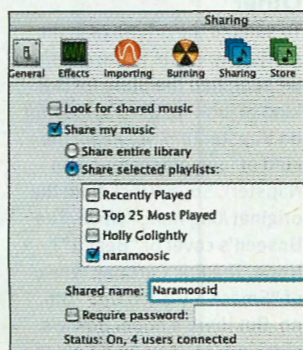 Sharing
General Effects Importing Burning Sharing Store
Look for shared music
Share my music
Share entire library
Share selected playlists:
Recently Played
Top 25 Most Played
Holly Golightly
naramoosic
Shared name: Naramoosic
Require password:
Status: On, 4 users connected